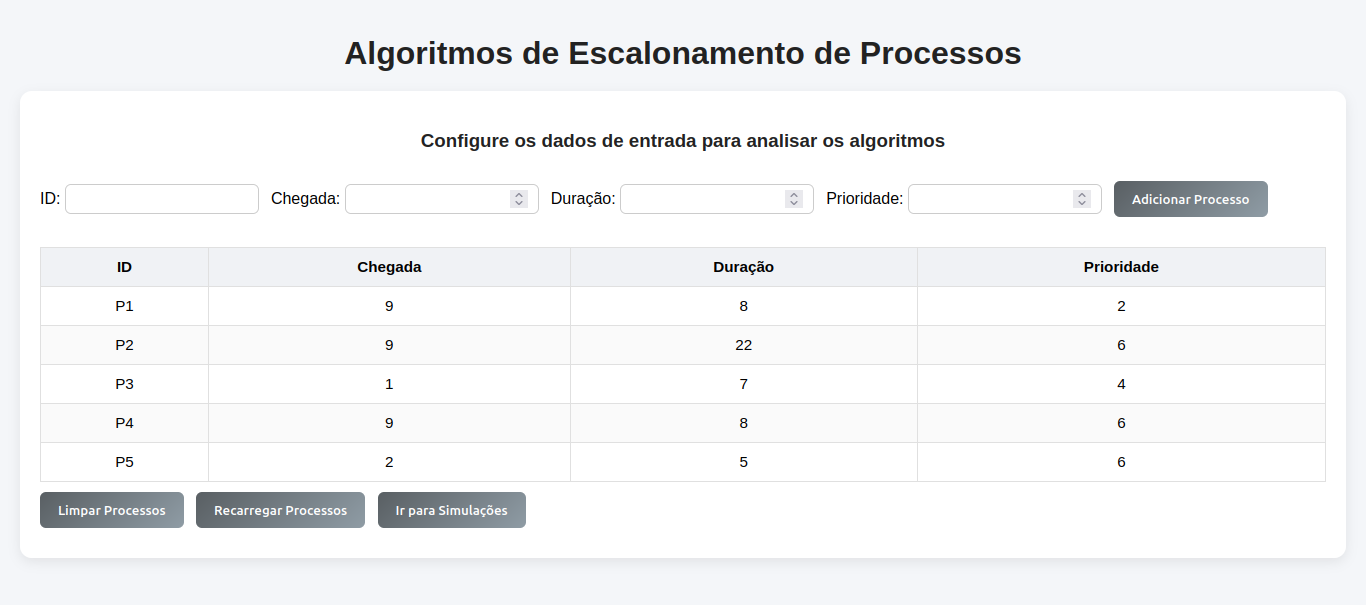 Algoritmos de Escalonamento de Processos
Configure os dados de entrada para analisar os algoritmos
ID: Chegada: Duração: Prioridade: Adicionar Processo
ID Chegada Duração Prioridade
P1 9 8 2
P2 9 22 6
P3 1 7 4
P4 9 8 6
P5 2 5 6
Limpar Processos Recarregar Processos Ir para Simulações